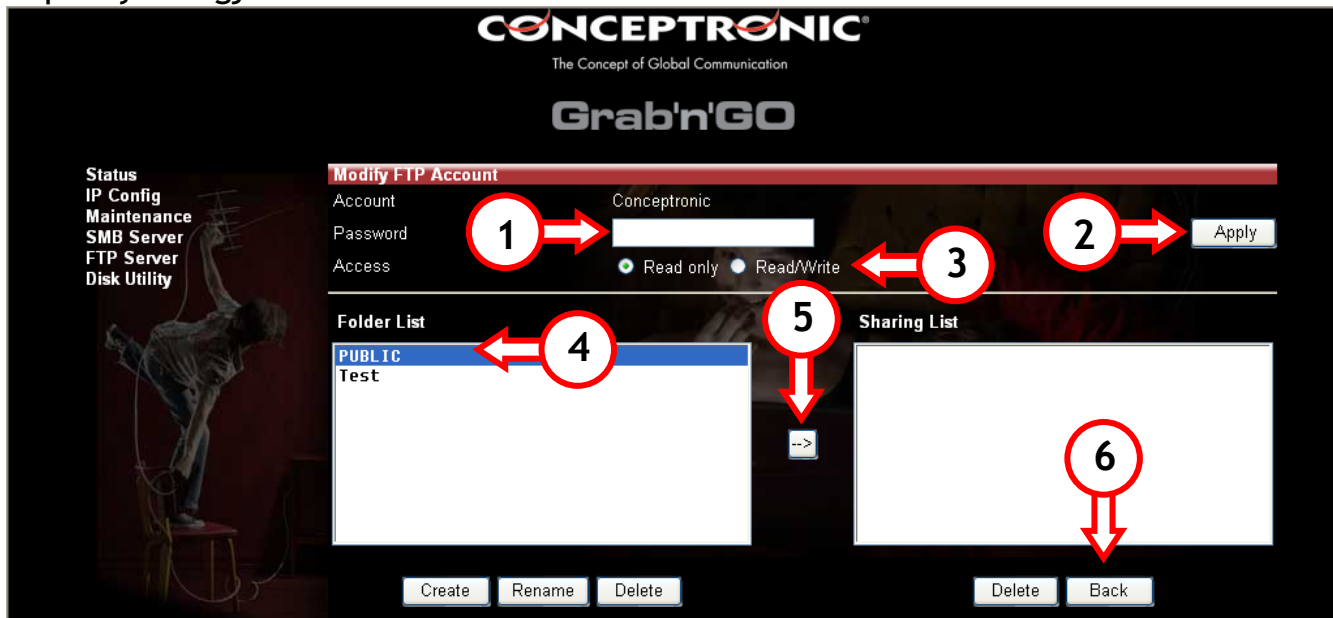 CONCEPTRONIC®
The Concept of Global Communication
Grab'n'GO
Status
IP Config
Maintenance
SMB Server
FTP Server
Disk Utility
Modify FTP Account
Account Conceptronic
Password 1 2 Apply
Access Read only Read/Write 3
Folder List 5 Sharing List
PUBLIC 4
Test
-->
6
Create Rename Delete Delete Back